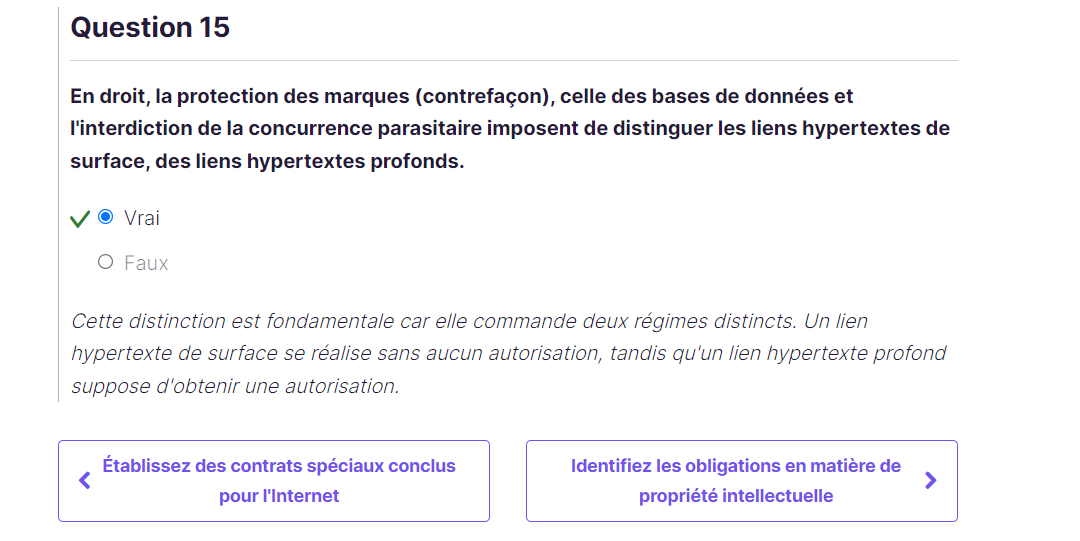 Question 15
En droit, la protection des marques (contrefaçon), celle des bases de données et
l'interdiction de la concurrence parasitaire imposent de distinguer les liens hypertextes de
surface, des liens hypertextes profonds.
Vrai
Faux
Cette distinction est fondamentale car elle commande deux régimes distincts. Un lien
hypertexte de surface se réalise sans aucun autorisation, tandis qu'un lien hypertexte profond
suppose d'obtenir une autorisation.
Établissez des contrats spéciaux conclus
pour l'Internet
Identifiez les obligations en matière de
propriété intellectuelle